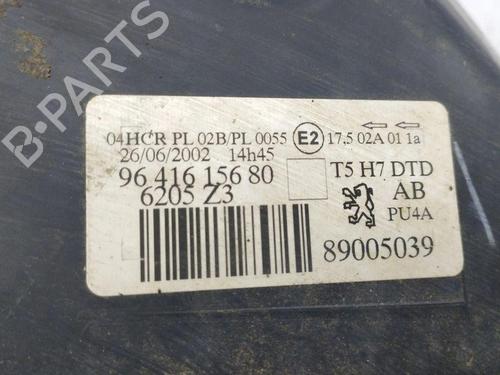 04HCR PL 02B/PL 0055 E2 17,5 02A 01 1a
26/06/2002 14h45
96 416 156 80 T5 H7 DTD
6205 Z3 AB
PU4A
89005039
B-PARTS